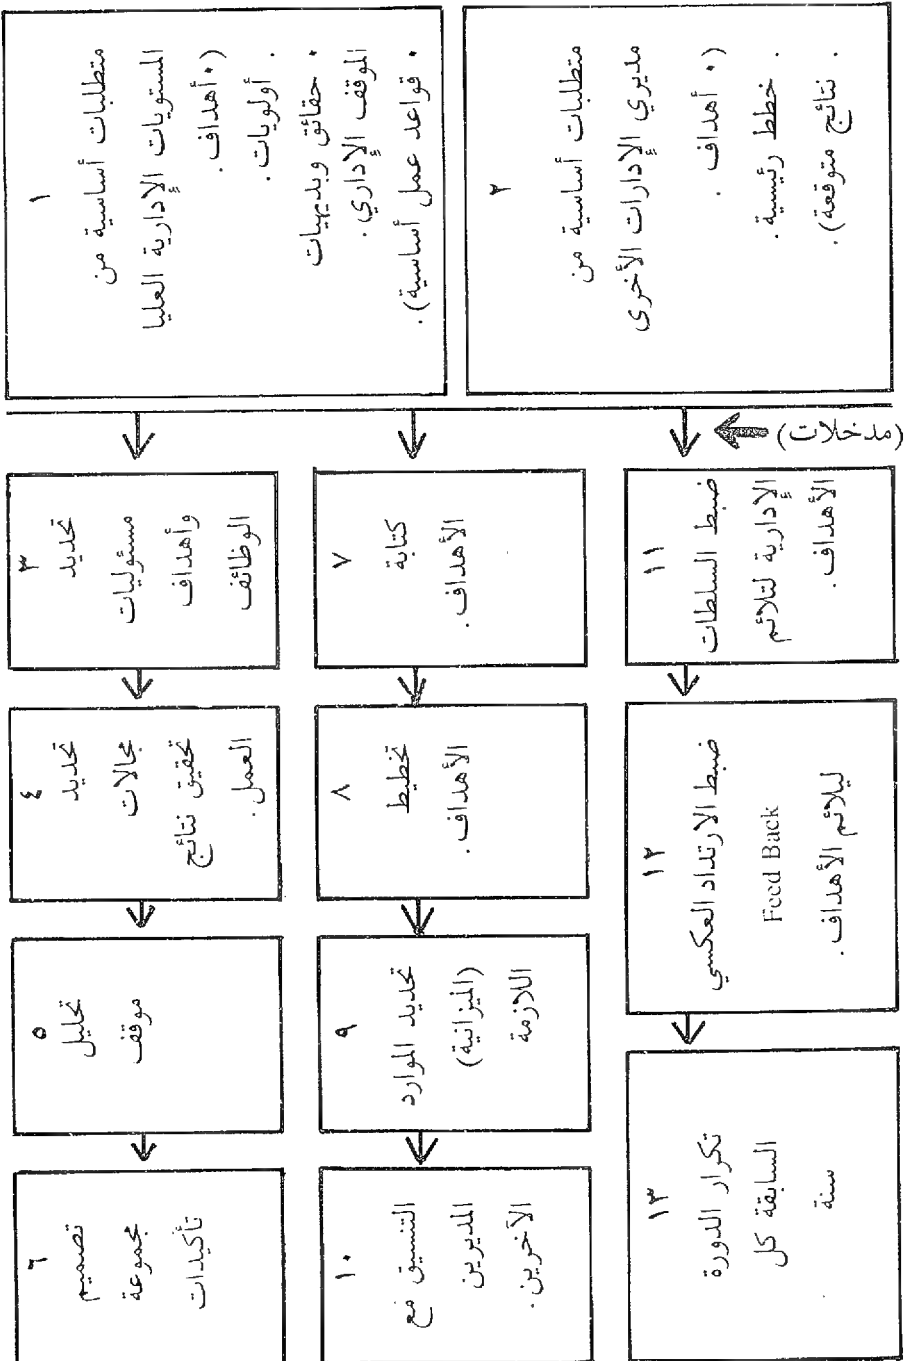 ١
متطلبات أساسية من
المستويات الإدارية العليا
(• أهداف.
. أولويات.
• حقائق وبديهيات
الموقف الإداري.
• قواعد عمل أساسية).
٢
متطلبات أساسية من
مديري الإدارات الأخرى
(• أهداف .
. خطط رئيسية.
. نتائج متوقعة).
(مدخلات)
٣
تحديد
مسئوليات
وأهداف
الوظائف
٤
تحديد
مجالات
تحقيق نتائج
العمل.
٥
تحليل
موقف
٦
تصميم
مجموعة
تأكيدات
٧
كتابة
الأهداف.
٨
تخطيط
الأهداف.
٩
تحديد الموارد
(الميزانية)
اللازمة
١٠
التنسيق مع
المديرين
الآخرين.
١١
ضبط السلطات
الإدارية لتلائم
الأهداف.
١٢
ضبط الارتداد العكسي
Feed Back
ليلائم الأهداف.
١٣
تكرار الدورة
السابقة كل
سنة